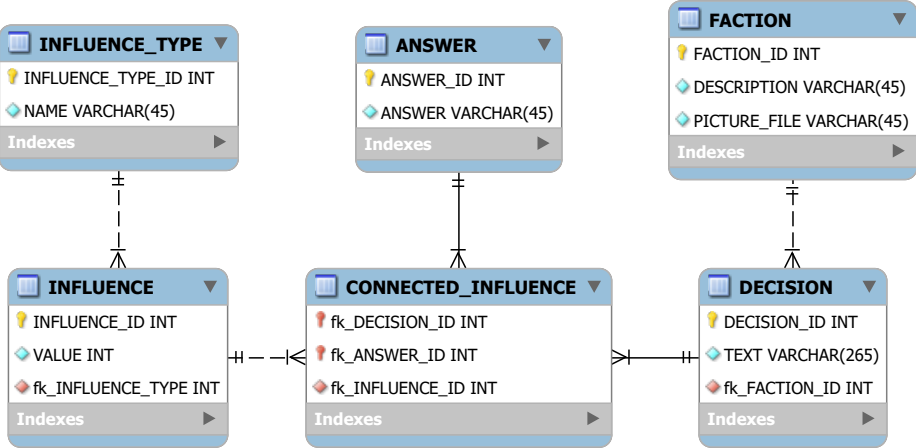 INFLUENCE_TYPE
INFLUENCE_TYPE_ID INT
NAME VARCHAR(45)
Indexes
ANSWER
ANSWER_ID INT
ANSWER VARCHAR(45)
Indexes
FACTION
FACTION_ID INT
DESCRIPTION VARCHAR(45)
PICTURE_FILE VARCHAR(45)
Indexes
INFLUENCE
INFLUENCE_ID INT
VALUE INT
fk_INFLUENCE_TYPE INT
Indexes
CONNECTED_INFLUENCE
fk_DECISION_ID INT
fk_ANSWER_ID INT
fk_INFLUENCE_ID INT
Indexes
DECISION
DECISION_ID INT
TEXT VARCHAR(265)
fk_FACTION_ID INT
Indexes